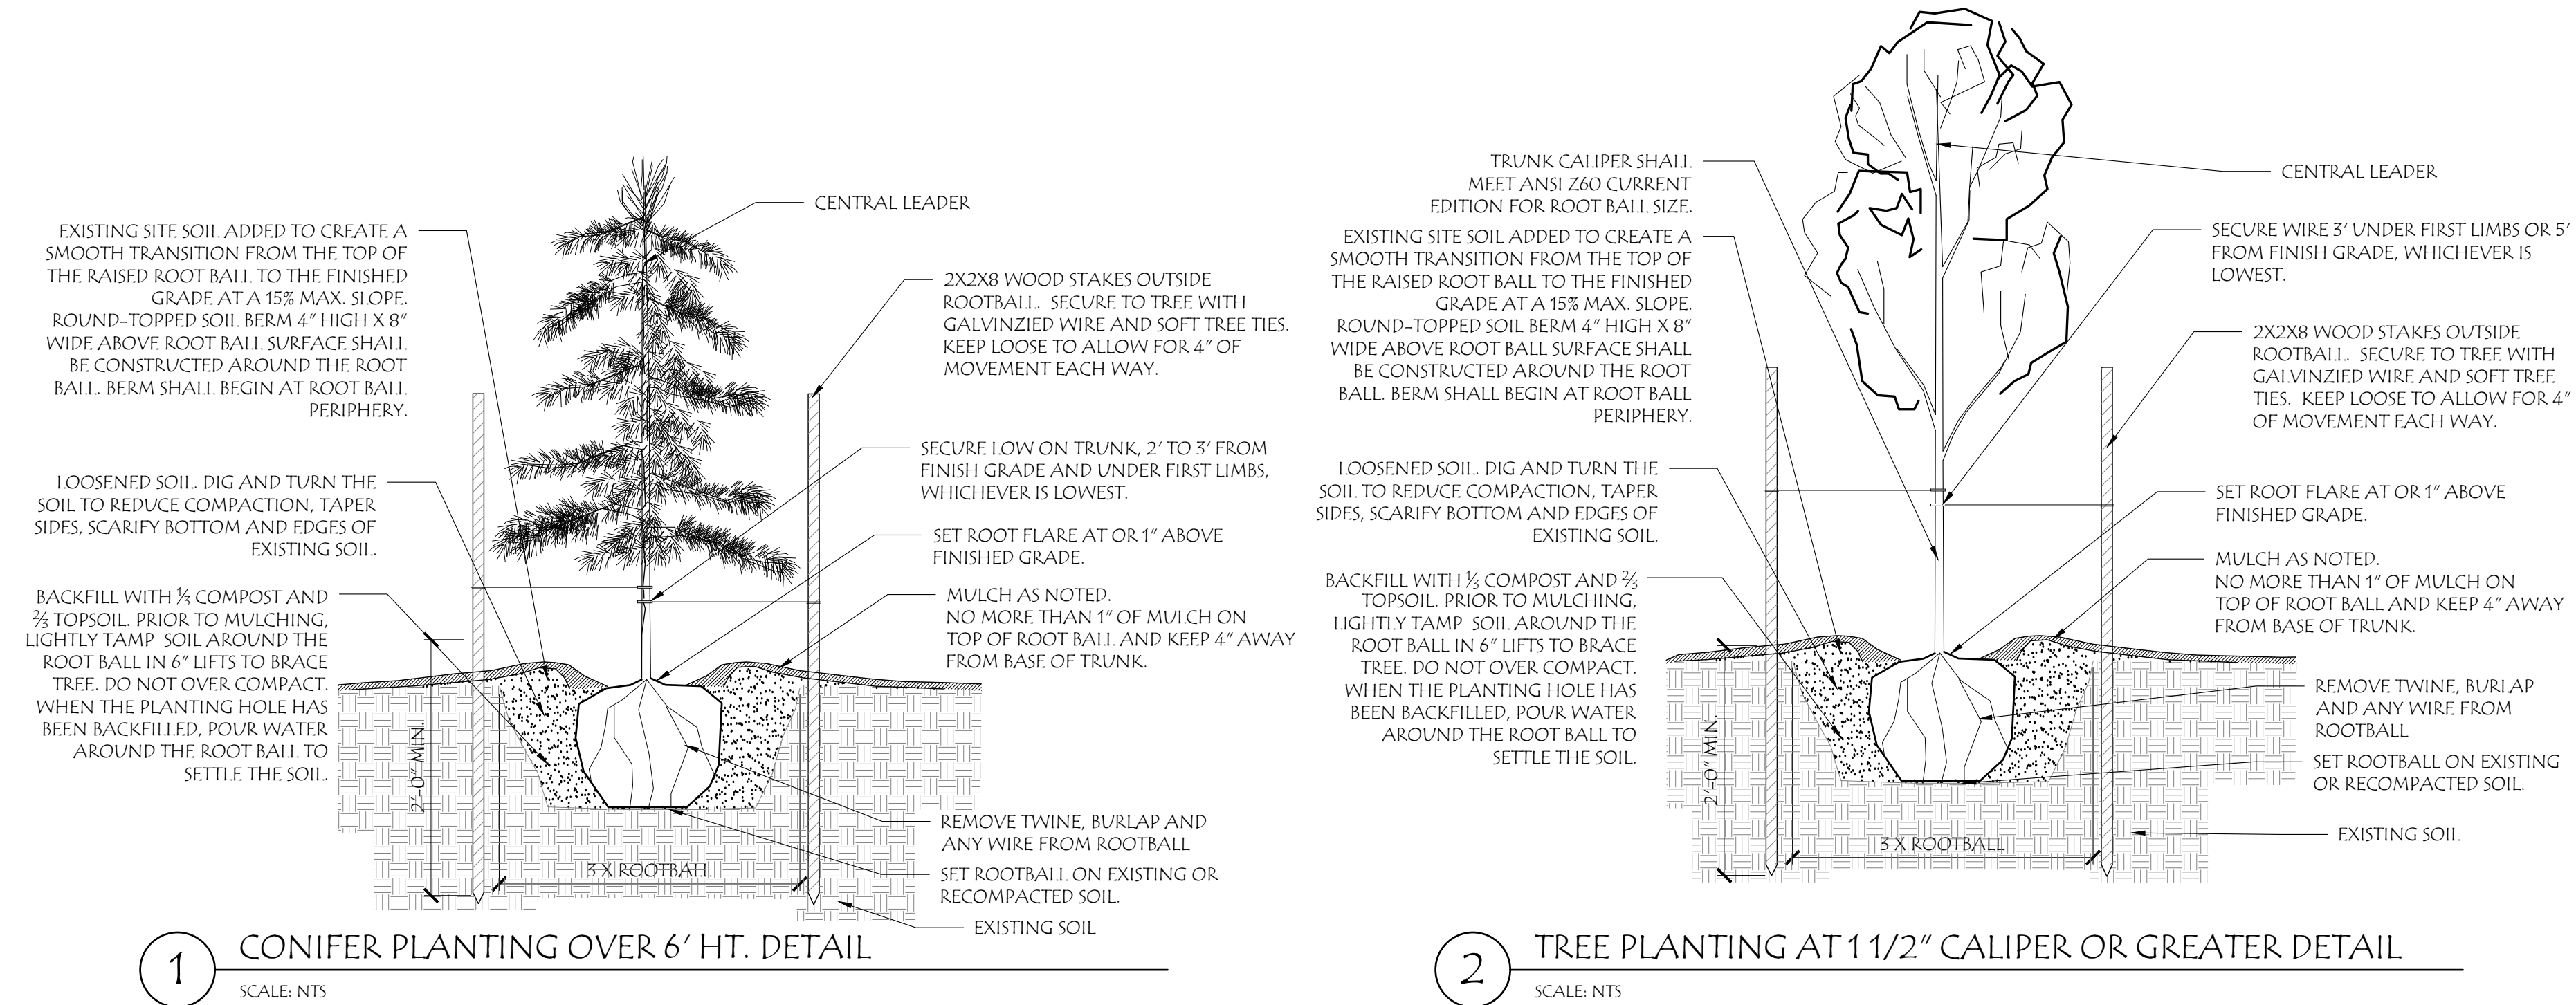 EXISTING SITE SOIL ADDED TO CREATE A
SMOOTH TRANSITION FROM THE TOP OF
THE RAISED ROOT BALL TO THE FINISHED
GRADE AT A 15% MAX. SLOPE.
ROUND-TOPPED SOIL BERM 4" HIGH X 8"
WIDE ABOVE ROOT BALL SURFACE SHALL
BE CONSTRUCTED AROUND THE ROOT
BALL. BERM SHALL BEGIN AT ROOT BALL
PERIPHERY.
LOOSENED SOIL. DIG AND TURN THE
SOIL TO REDUCE COMPACTION, TAPER
SIDES, SCARIFY BOTTOM AND EDGES OF
EXISTING SOIL.
BACKFILL WITH ⅓ COMPOST AND
⅔ TOPSOIL. PRIOR TO MULCHING,
LIGHTLY TAMP SOIL AROUND THE
ROOT BALL IN 6" LIFTS TO BRACE
TREE. DO NOT OVER COMPACT.
WHEN THE PLANTING HOLE HAS
BEEN BACKFILLED, POUR WATER
AROUND THE ROOT BALL TO
SETTLE THE SOIL.
2'-0" MIN.
3 X ROOTBALL
CENTRAL LEADER
2X2X8 WOOD STAKES OUTSIDE
ROOTBALL. SECURE TO TREE WITH
GALVINZIED WIRE AND SOFT TREE TIES.
KEEP LOOSE TO ALLOW FOR 4" OF
MOVEMENT EACH WAY.
SECURE LOW ON TRUNK, 2' TO 3' FROM
FINISH GRADE AND UNDER FIRST LIMBS,
WHICHEVER IS LOWEST.
SET ROOT FLARE AT OR 1" ABOVE
FINISHED GRADE.
MULCH AS NOTED.
NO MORE THAN 1" OF MULCH ON
TOP OF ROOT BALL AND KEEP 4" AWAY
FROM BASE OF TRUNK.
REMOVE TWINE, BURLAP AND
ANY WIRE FROM ROOTBALL
SET ROOTBALL ON EXISTING OR
RECOMPACTED SOIL.
EXISTING SOIL
1
CONIFER PLANTING OVER 6' HT. DETAIL
SCALE: NTS
TRUNK CALIPER SHALL
MEET ANSI Z60 CURRENT
EDITION FOR ROOT BALL SIZE.
EXISTING SITE SOIL ADDED TO CREATE A
SMOOTH TRANSITION FROM THE TOP OF
THE RAISED ROOT BALL TO THE FINISHED
GRADE AT A 15% MAX. SLOPE.
ROUND-TOPPED SOIL BERM 4" HIGH X 8"
WIDE ABOVE ROOT BALL SURFACE SHALL
BE CONSTRUCTED AROUND THE ROOT
BALL. BERM SHALL BEGIN AT ROOT BALL
PERIPHERY.
LOOSENED SOIL. DIG AND TURN THE
SOIL TO REDUCE COMPACTION, TAPER
SIDES, SCARIFY BOTTOM AND EDGES OF
EXISTING SOIL.
BACKFILL WITH ⅓ COMPOST AND ⅔
TOPSOIL. PRIOR TO MULCHING,
LIGHTLY TAMP SOIL AROUND THE
ROOT BALL IN 6" LIFTS TO BRACE
TREE. DO NOT OVER COMPACT.
WHEN THE PLANTING HOLE HAS
BEEN BACKFILLED, POUR WATER
AROUND THE ROOT BALL TO
SETTLE THE SOIL.
2'-0" MIN.
3 X ROOTBALL
CENTRAL LEADER
SECURE WIRE 3' UNDER FIRST LIMBS OR 5'
FROM FINISH GRADE, WHICHEVER IS
LOWEST.
2X2X8 WOOD STAKES OUTSIDE
ROOTBALL. SECURE TO TREE WITH
GALVINZIED WIRE AND SOFT TREE
TIES. KEEP LOOSE TO ALLOW FOR 4"
OF MOVEMENT EACH WAY.
SET ROOT FLARE AT OR 1" ABOVE
FINISHED GRADE.
MULCH AS NOTED.
NO MORE THAN 1" OF MULCH ON
TOP OF ROOT BALL AND KEEP 4" AWAY
FROM BASE OF TRUNK.
REMOVE TWINE, BURLAP
AND ANY WIRE FROM
ROOTBALL
SET ROOTBALL ON EXISTING
OR RECOMPACTED SOIL.
EXISTING SOIL
2
TREE PLANTING AT 1 1/2" CALIPER OR GREATER DETAIL
SCALE: NTS